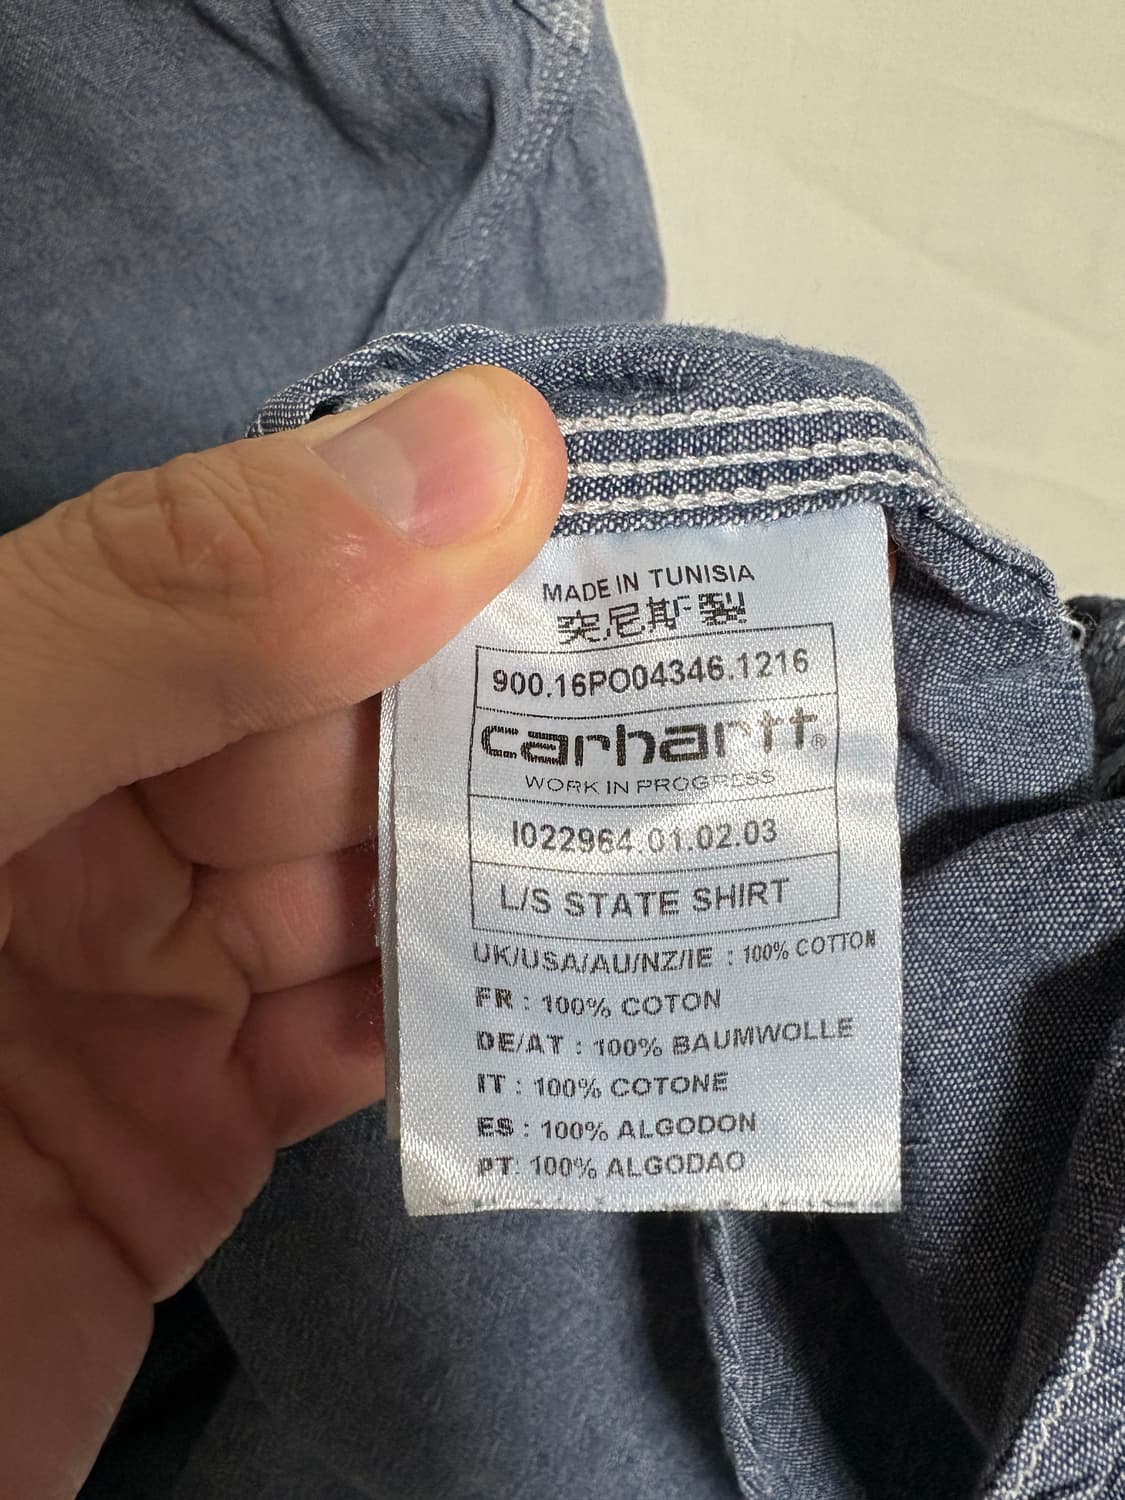 MADE IN TUNISIA
突尼斯製
900.16PO04346.1216
carhartt®
WORK IN PROGRESS
I022964.01.02.03
L/S STATE SHIRT
UK/USA/AU/NZ/IE : 100% COTTON
FR : 100% COTON
DE/AT : 100% BAUMWOLLE
IT : 100% COTONE
ES : 100% ALGODON
PT. 100% ALGODAO